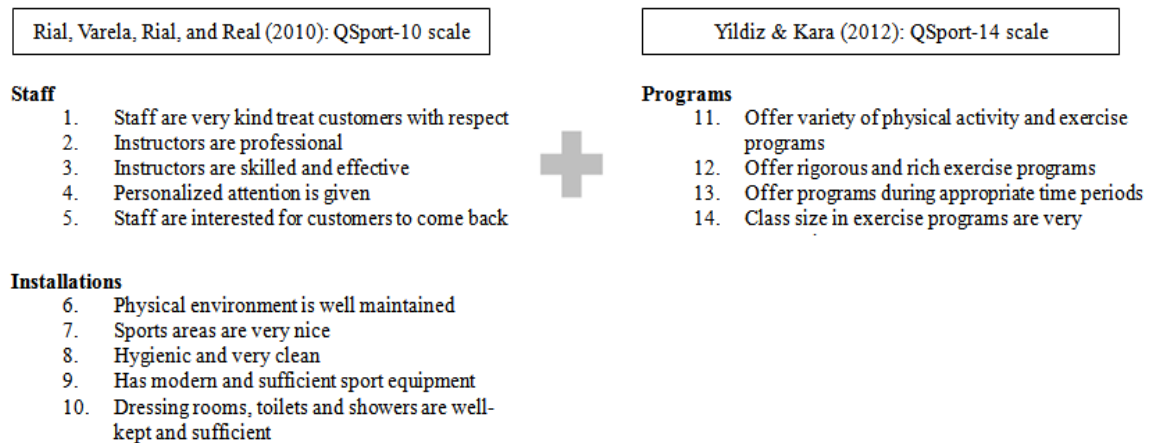 Rial, Varela, Rial, and Real (2010): QSport-10 scale
Staff
1. Staff are very kind treat customers with respect
2. Instructors are professional
3. Instructors are skilled and effective
4. Personalized attention is given
5. Staff are interested for customers to come back
Installations
6. Physical environment is well maintained
7. Sports areas are very nice
8. Hygienic and very clean
9. Has modern and sufficient sport equipment
10. Dressing rooms, toilets and showers are well-
kept and sufficient
Yildiz & Kara (2012): QSport-14 scale
Programs
11. Offer variety of physical activity and exercise
programs
12. Offer rigorous and rich exercise programs
13. Offer programs during appropriate time periods
14. Class size in exercise programs are very